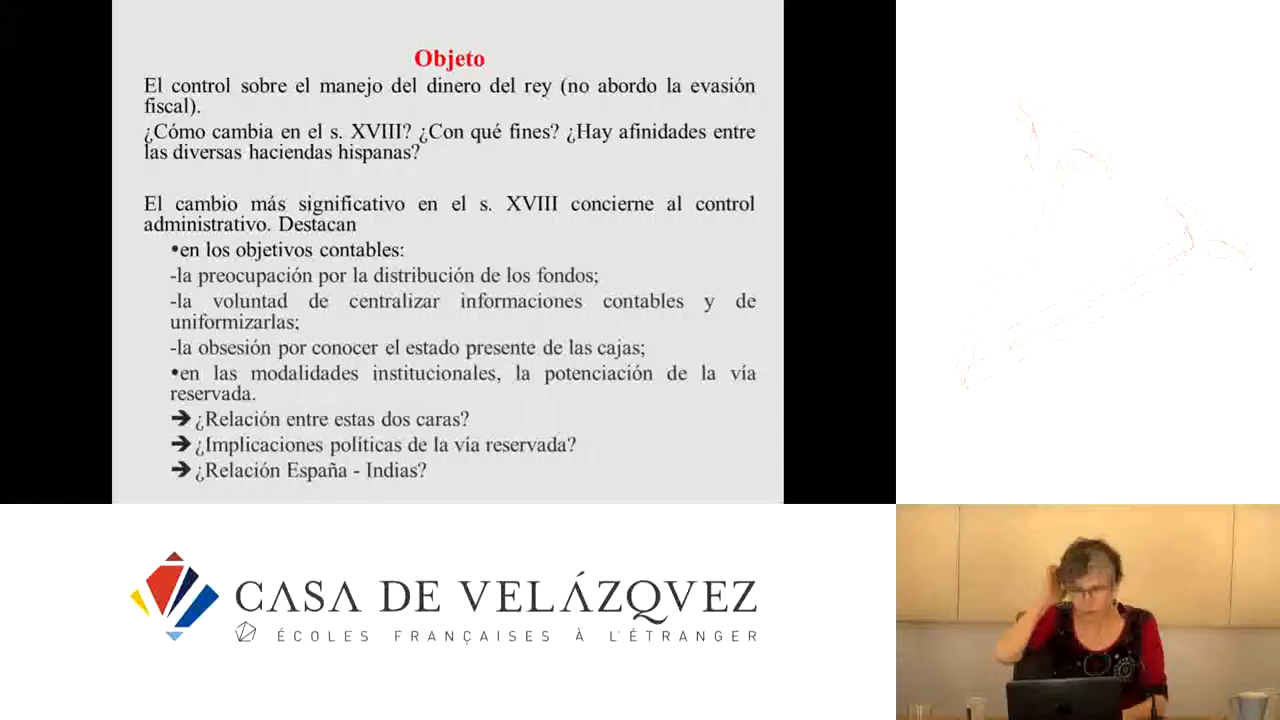 Objeto
El control sobre el manejo del dinero del rey (no abordo la evasión
fiscal).
¿Cómo cambia en el s. XVIII? ¿Con qué fines? ¿Hay afinidades entre
las diversas haciendas hispanas?
El cambio más significativo en el s. XVIII concierne al control
administrativo. Destacan
•en los objetivos contables:
-la preocupación por la distribución de los fondos;
-la voluntad de centralizar informaciones contables y de
uniformizarlas;
-la obsesión por conocer el estado presente de las cajas;
•en las modalidades institucionales, la potenciación de la vía
reservada.
➔ ¿Relación entre estas dos caras?
➔ ¿Implicaciones políticas de la vía reservada?
➔ ¿Relación España - Indias?
CASA DE VELÁZQVEZ
ÉCOLES FRANÇAISES À L'ÉTRANGER